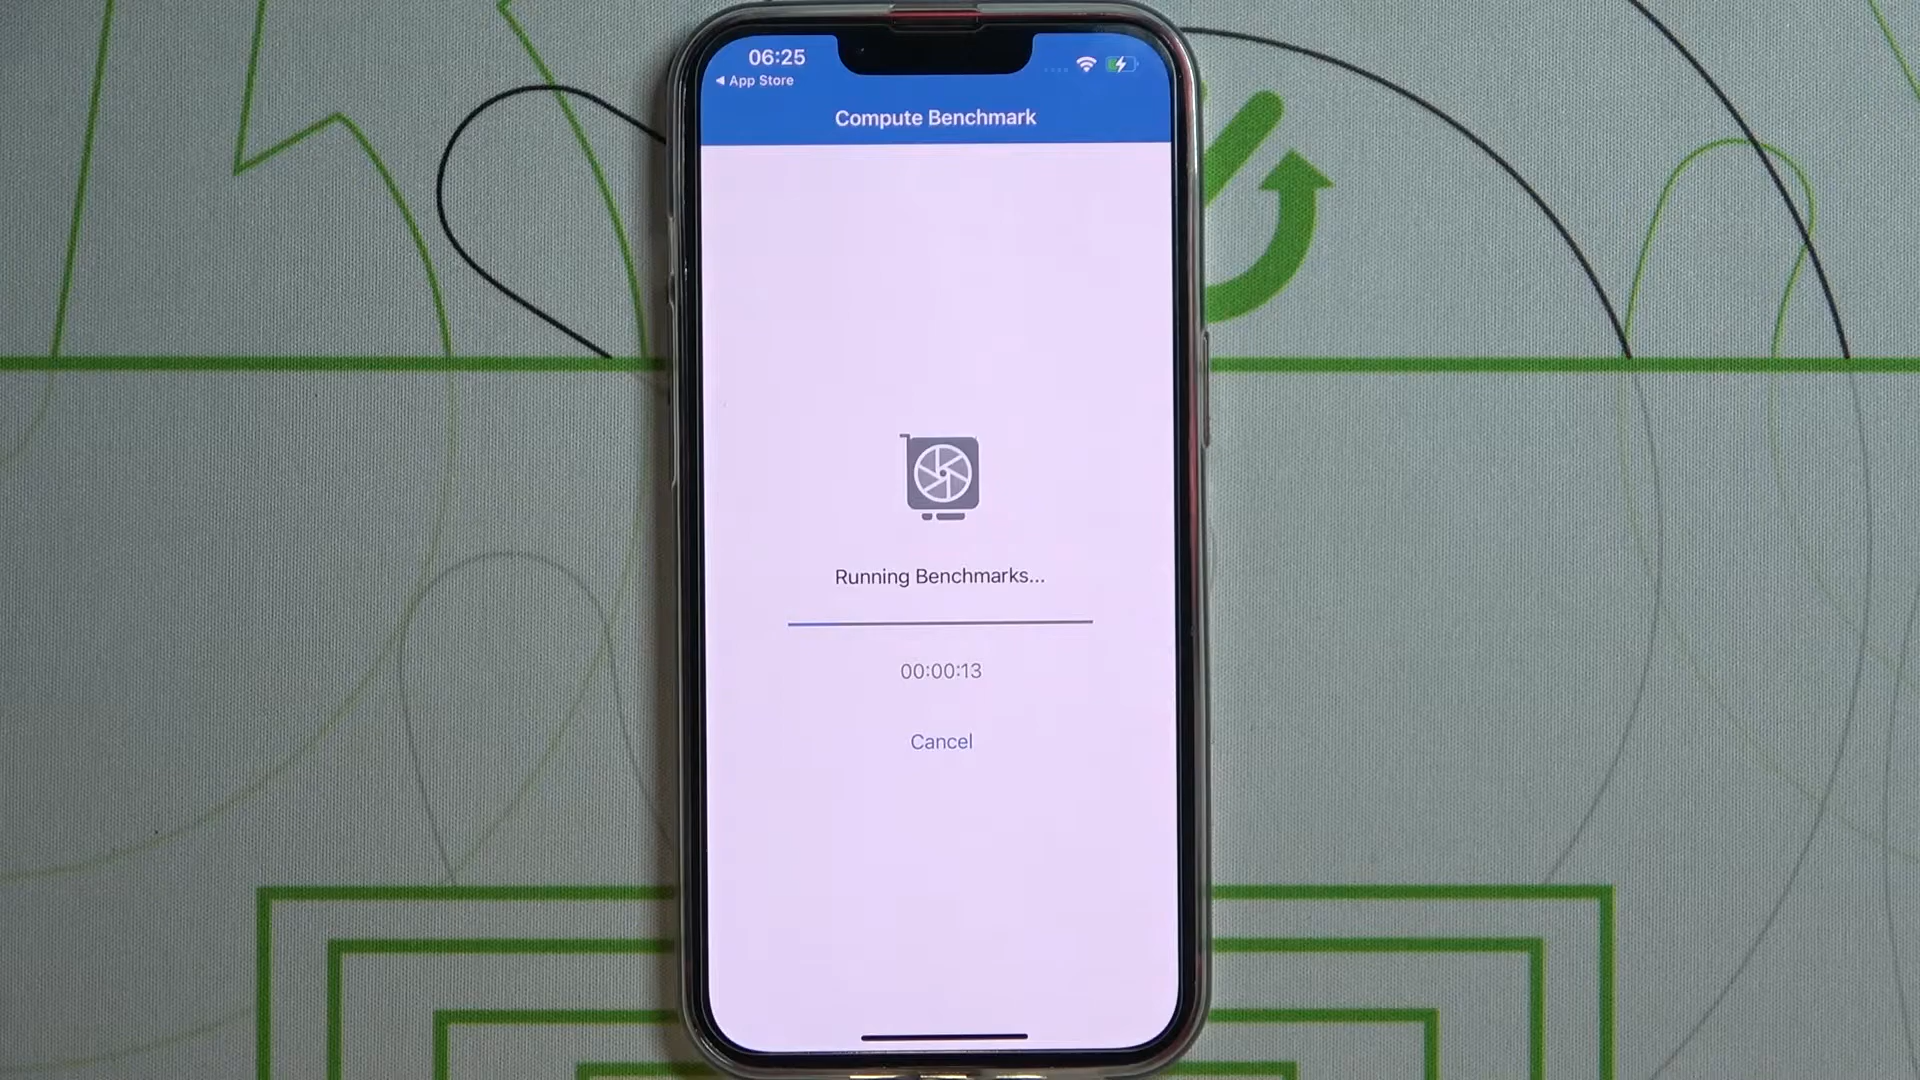 06:25
◀ App Store
Compute Benchmark
Running Benchmarks...
00:00:13
Cancel